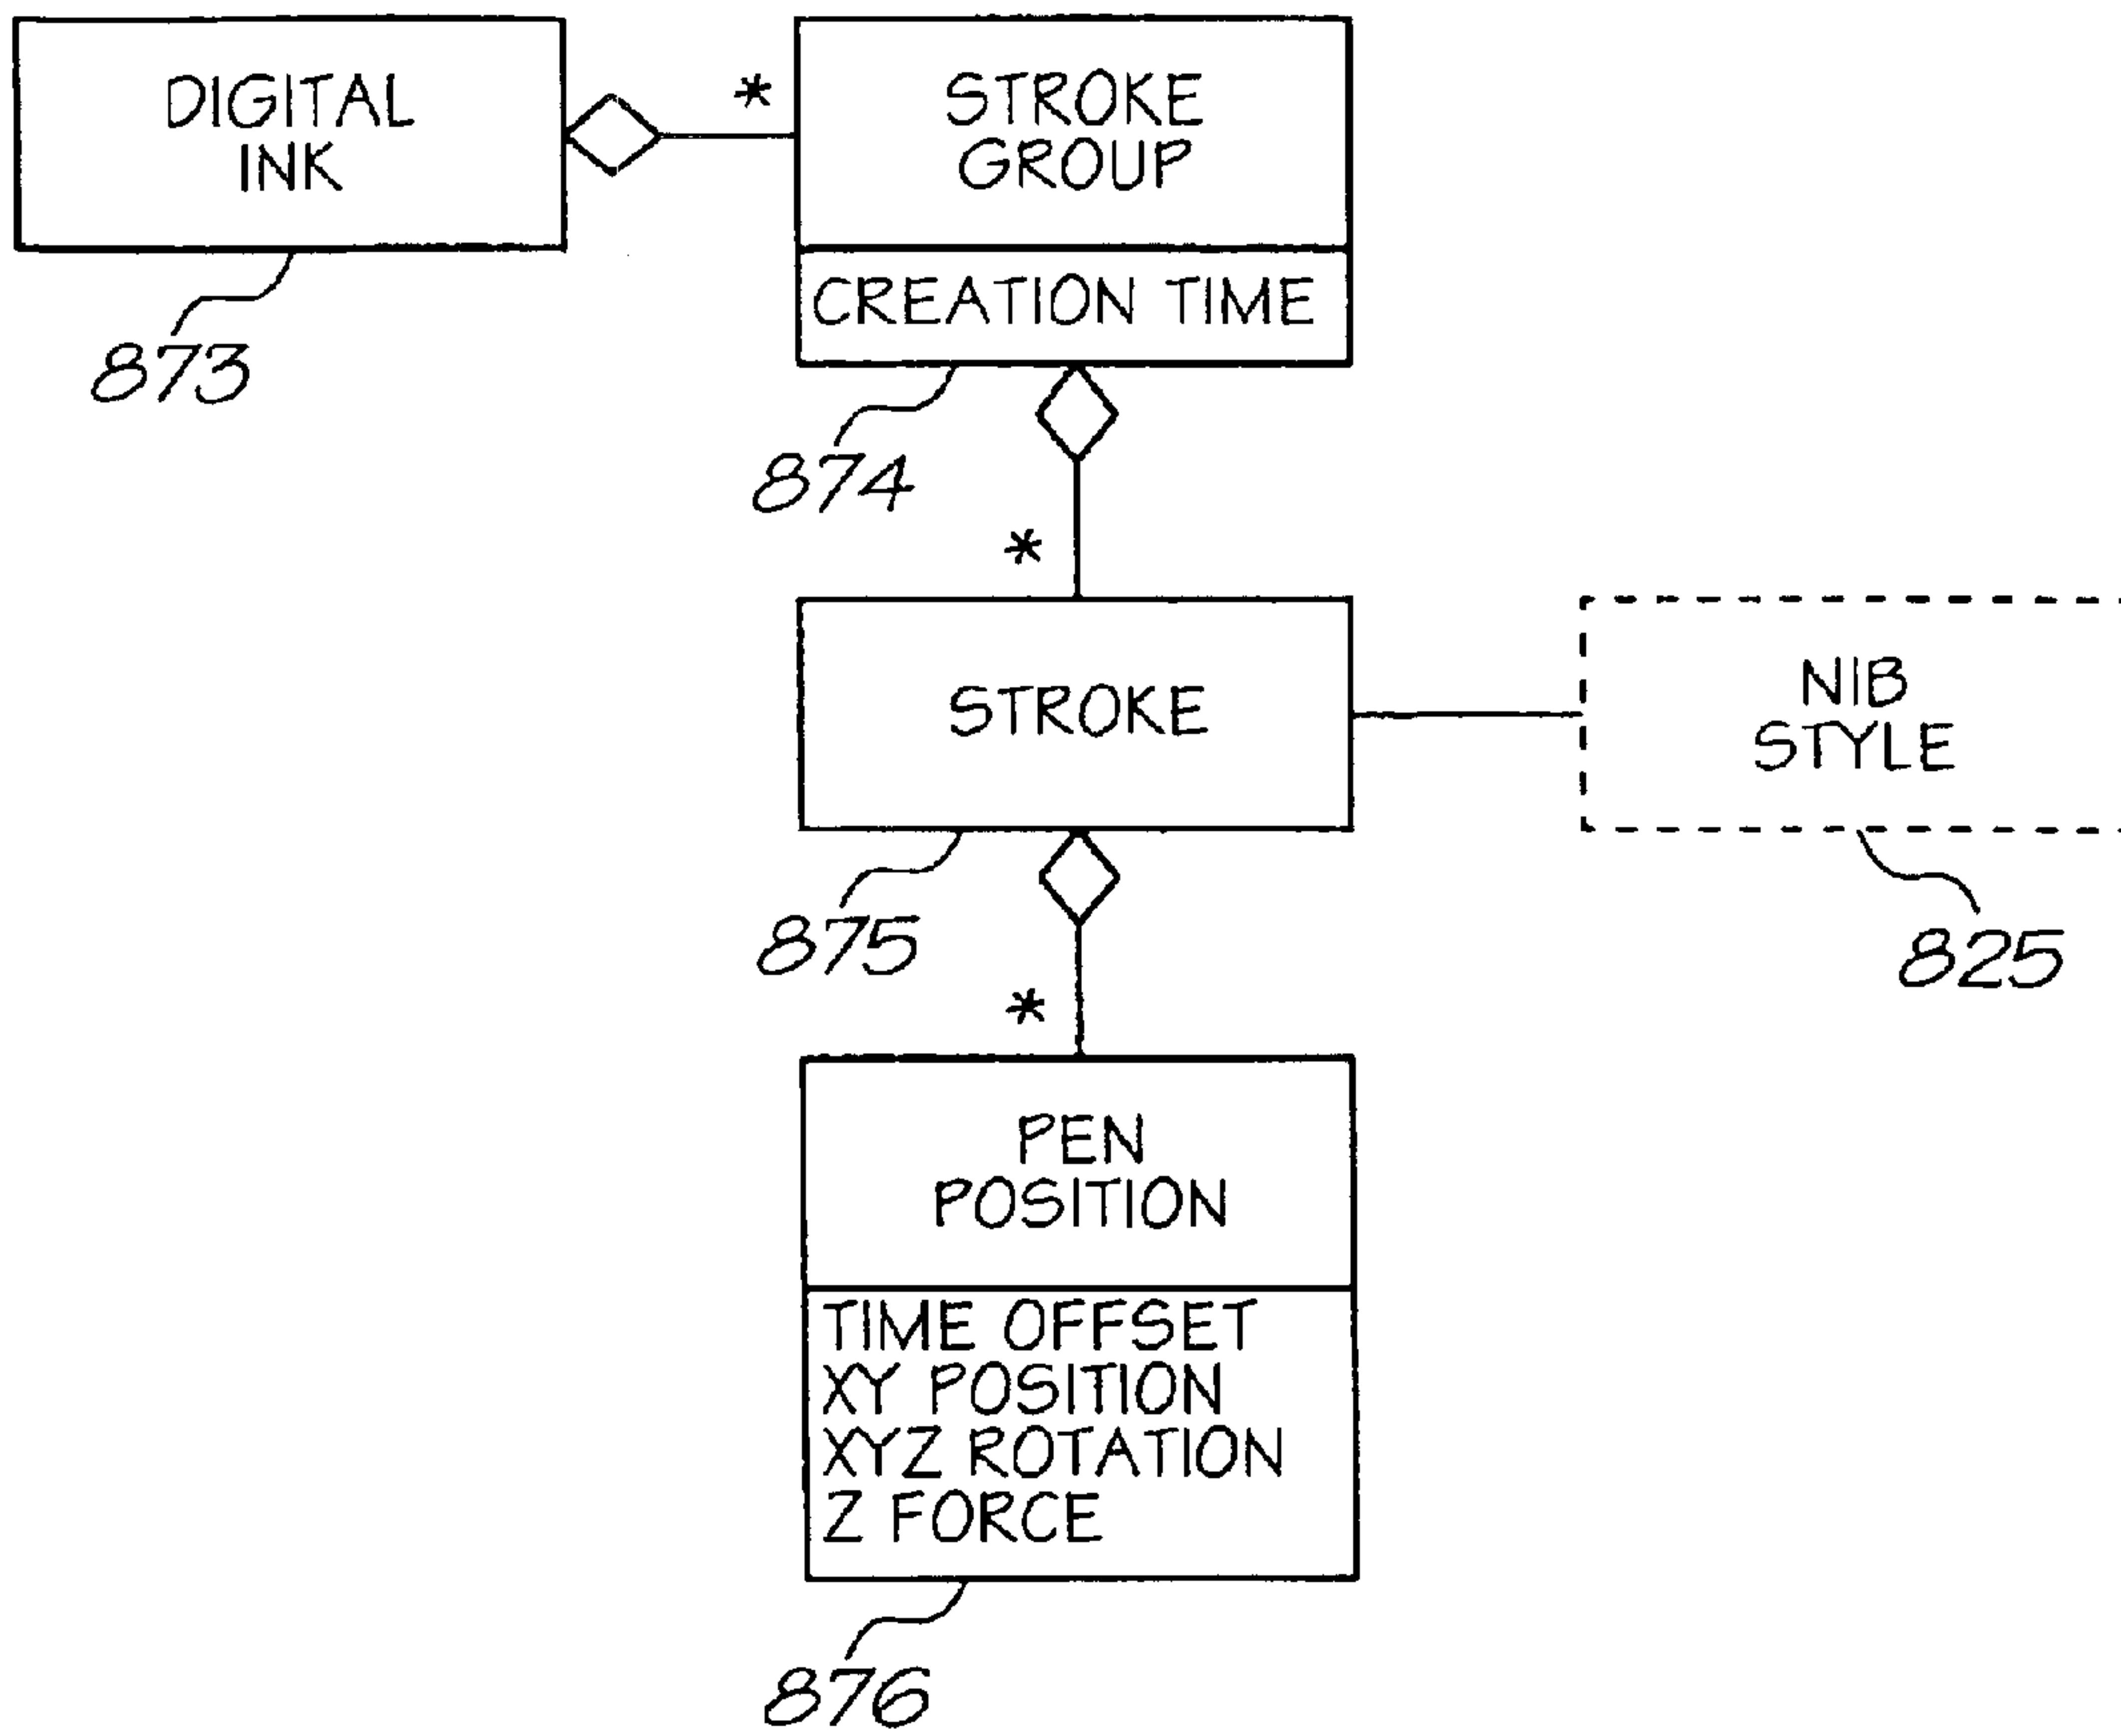 DIGITAL
INK
*
STROKE
GROUP
CREATION TIME
873
874
*
STROKE
NIB
STYLE
875
825
*
PEN
POSITION
TIME OFFSET
XY POSITION
XYZ ROTATION
Z FORCE
876